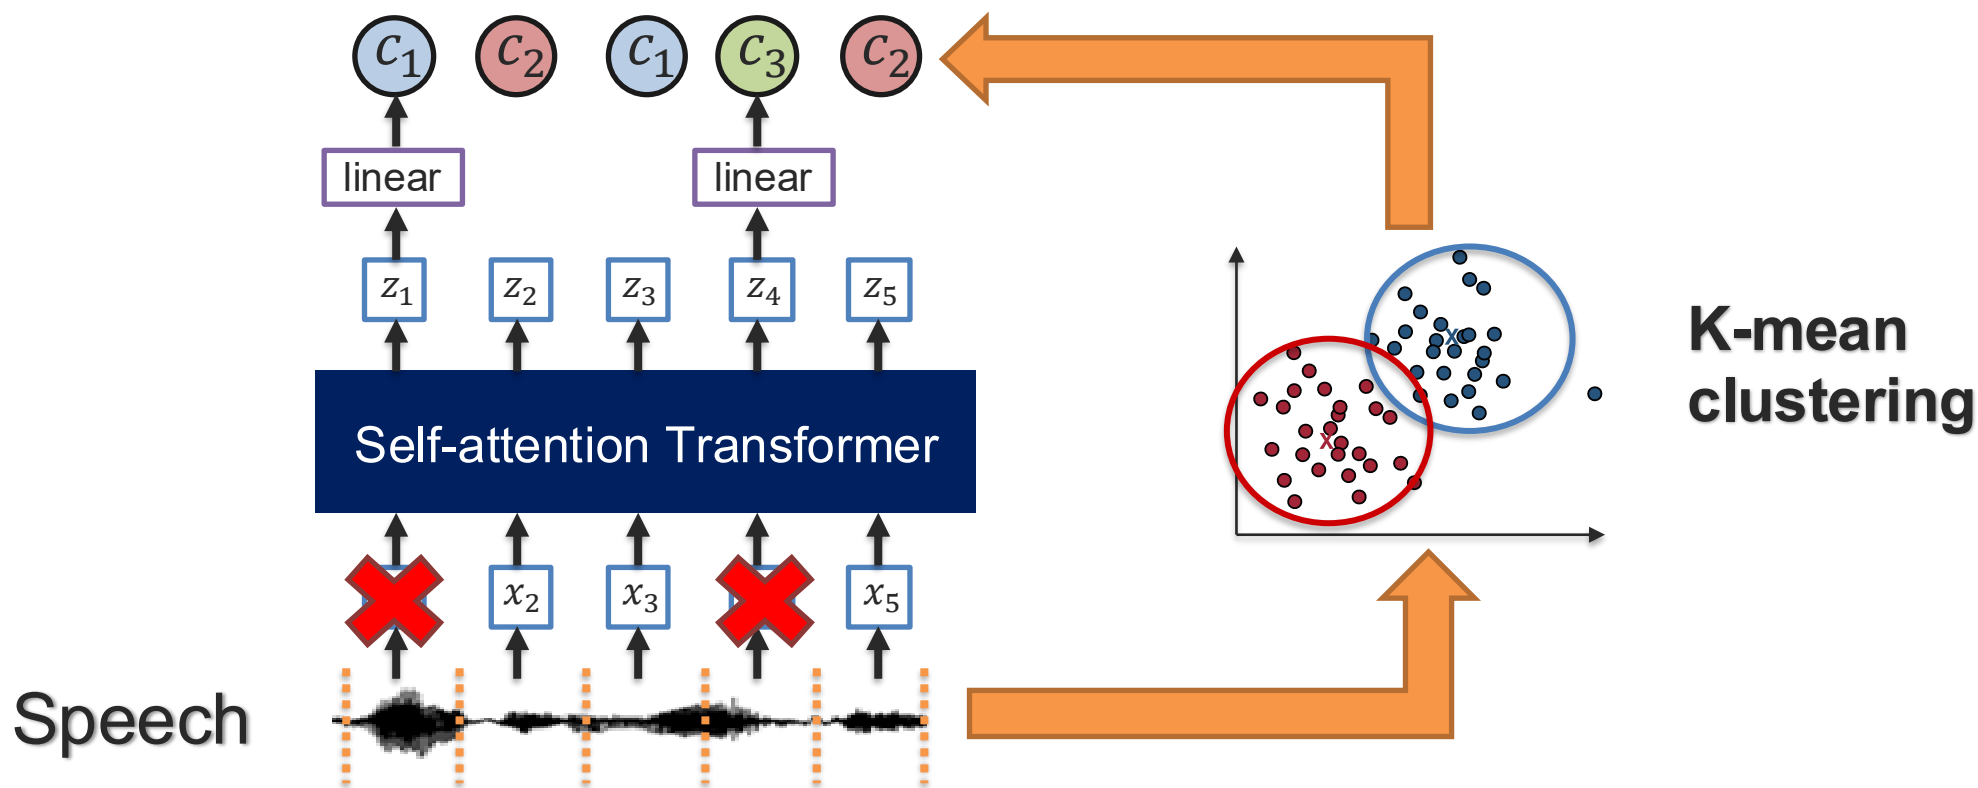 c₁ c₂ c₁ c₃ c₂
linear linear
z₁ z₂ z₃ z₄ z₅
K-mean
clustering
Self-attention Transformer
x x
x₂ x₃ x₅
Speech